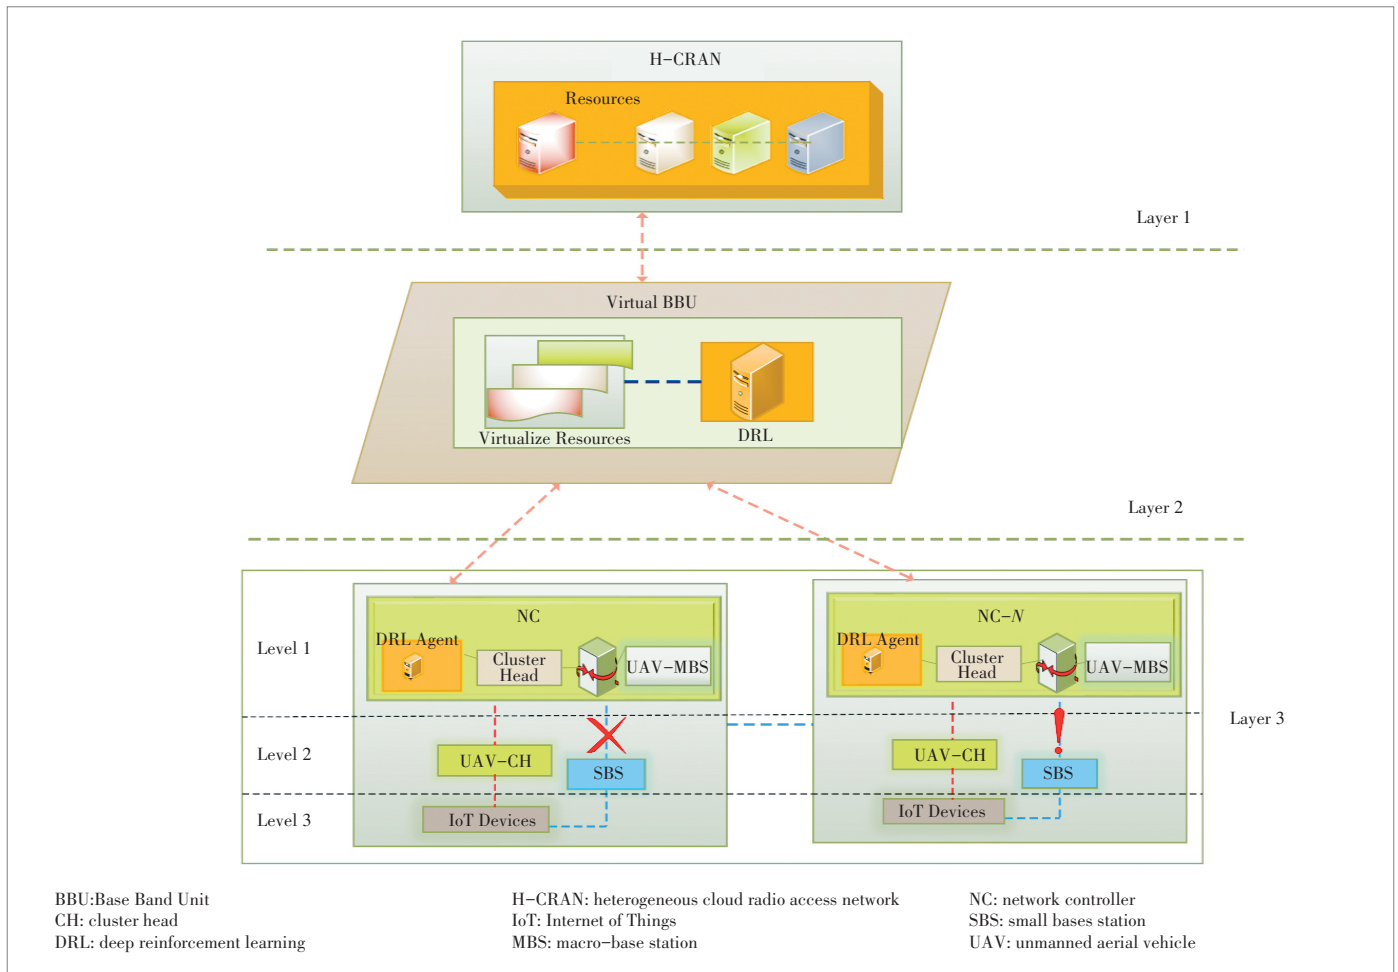 H-CRAN
Resources
Layer 1
Virtual BBU
Virtualize Resources
DRL
Layer 2
NC
DRL Agent
Cluster
Head
UAV-MBS
NC-N
DRL Agent
Cluster
Head
UAV-MBS
Level 1
Layer 3
Level 2
UAV-CH
SBS
UAV-CH
SBS
Level 3
IoT Devices
IoT Devices
BBU:Base Band Unit
CH: cluster head
DRL: deep reinforcement learning
H-CRAN: heterogeneous cloud radio access network
IoT: Internet of Things
MBS: macro-base station
NC: network controller
SBS: small bases station
UAV: unmanned aerial vehicle